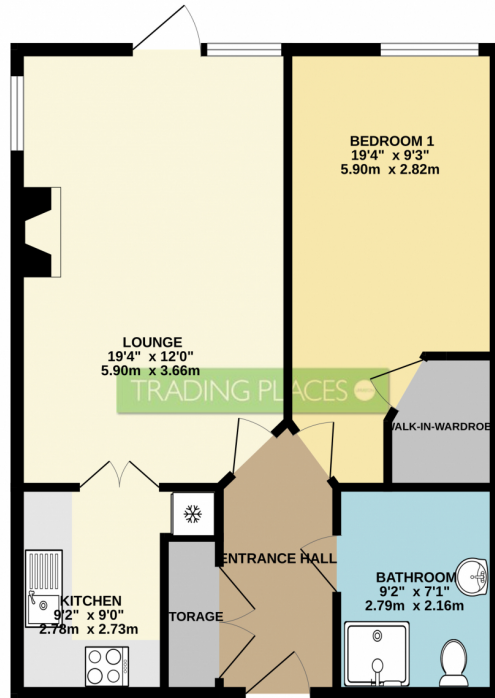 BEDROOM 1
19'4" x 9'3"
5.90m x 2.82m
LOUNGE
19'4" x 12'0"
5.90m x 3.66m
TRADING PLACES
WALK-IN-WARDROBE
ENTRANCE HALL
BATHROOM
9'2" x 7'1"
2.79m x 2.16m
KITCHEN
9'2" x 9'0"
2.78m x 2.73m
STORAGE